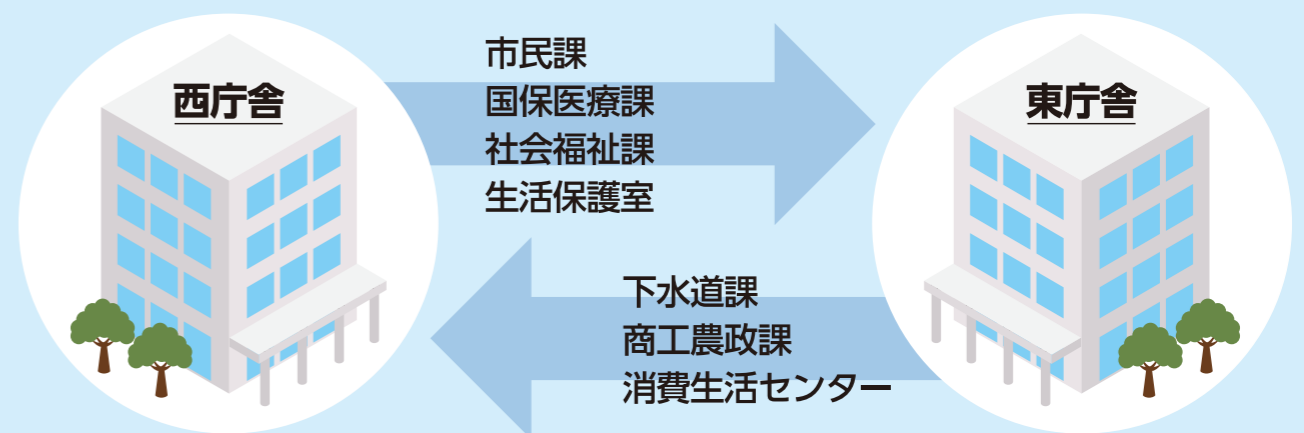 西庁舎
市民課
国保医療課
社会福祉課
生活保護室
東庁舎
下水道課
商工農政課
消費生活センター